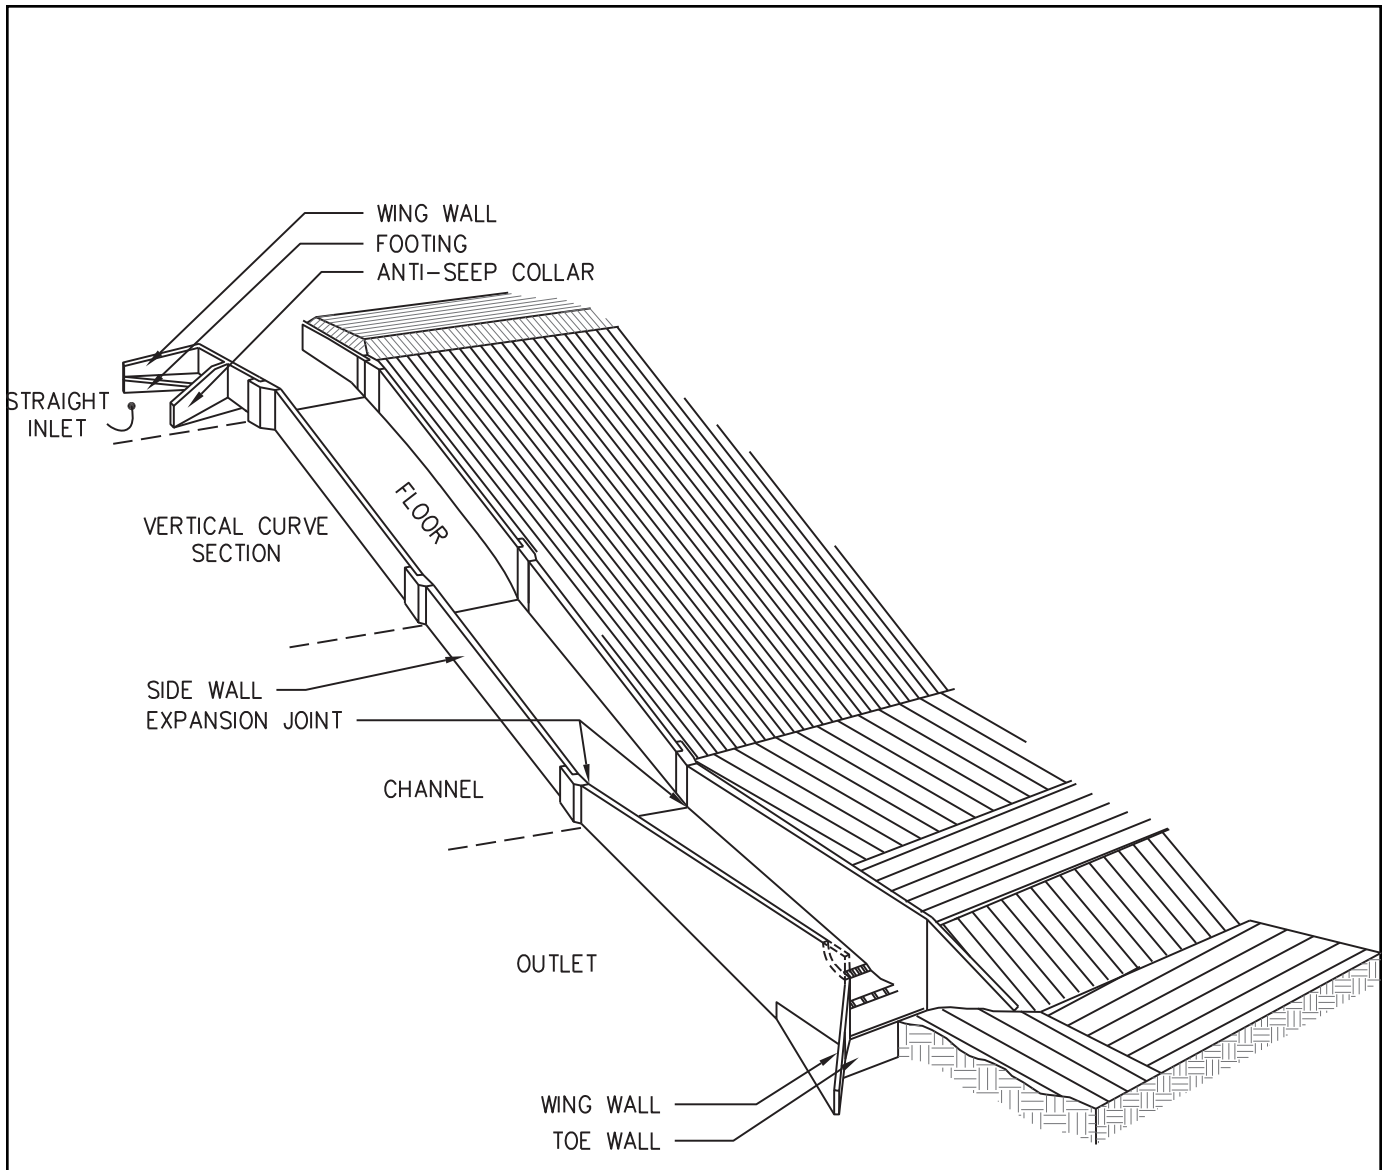 WING WALL
FOOTING
ANTI-SEEP COLLAR
STRAIGHT
INLET
FLOOR
VERTICAL CURVE
SECTION
SIDE WALL
EXPANSION JOINT
CHANNEL
OUTLET
WING WALL
TOE WALL